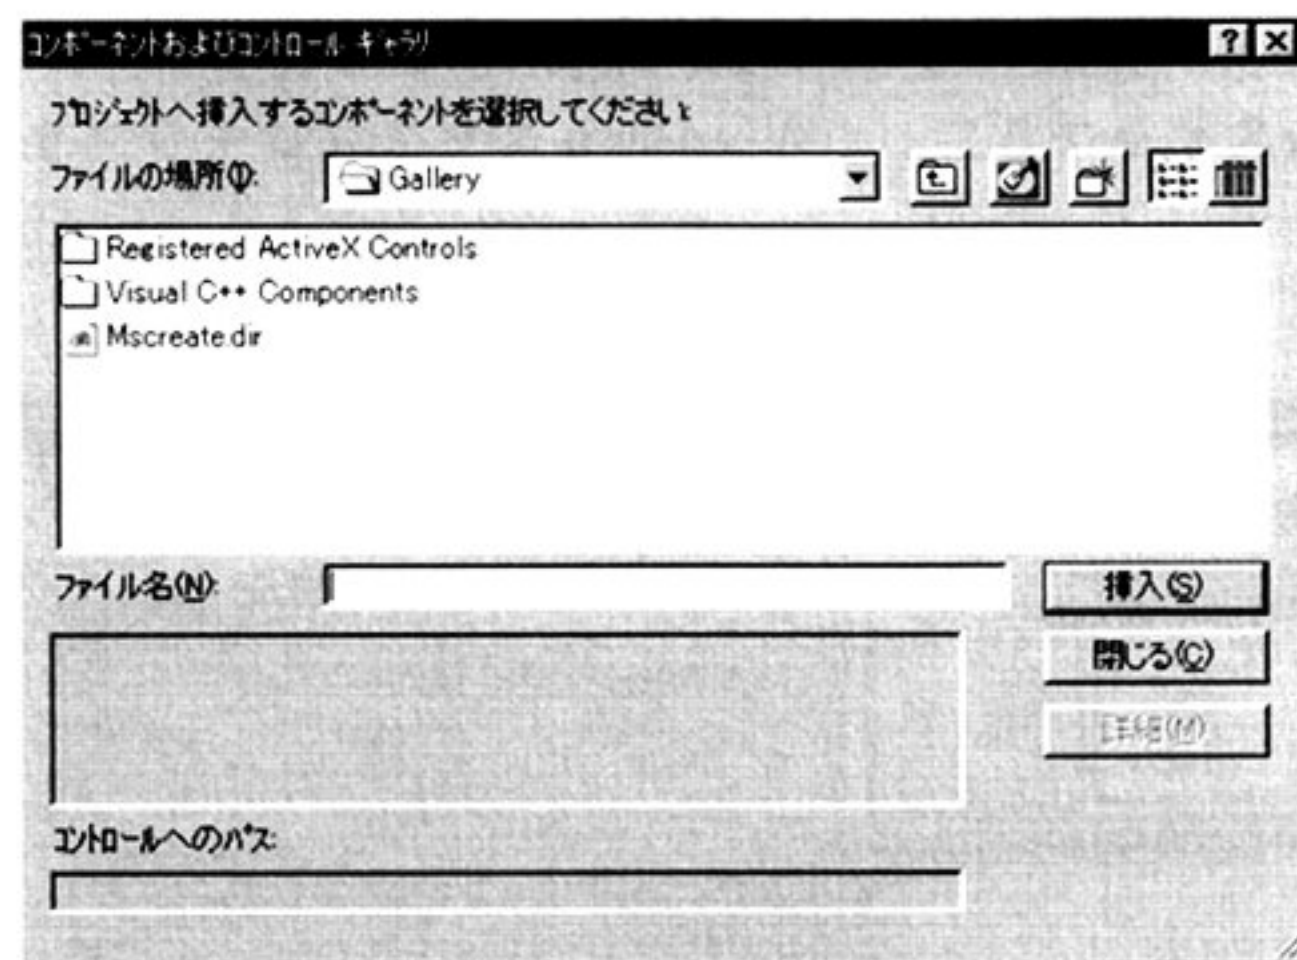 コンポーネントおよびコントロール ギャラリ
プロジェクトへ挿入するコンポーネントを選択してください:
ファイルの場所(I):
Gallery
Registered ActiveX Controls
Visual C++ Components
Mscreate.dir
ファイル名(N):
挿入(S)
閉じる(C)
詳細(M)
コントロールへのパス: